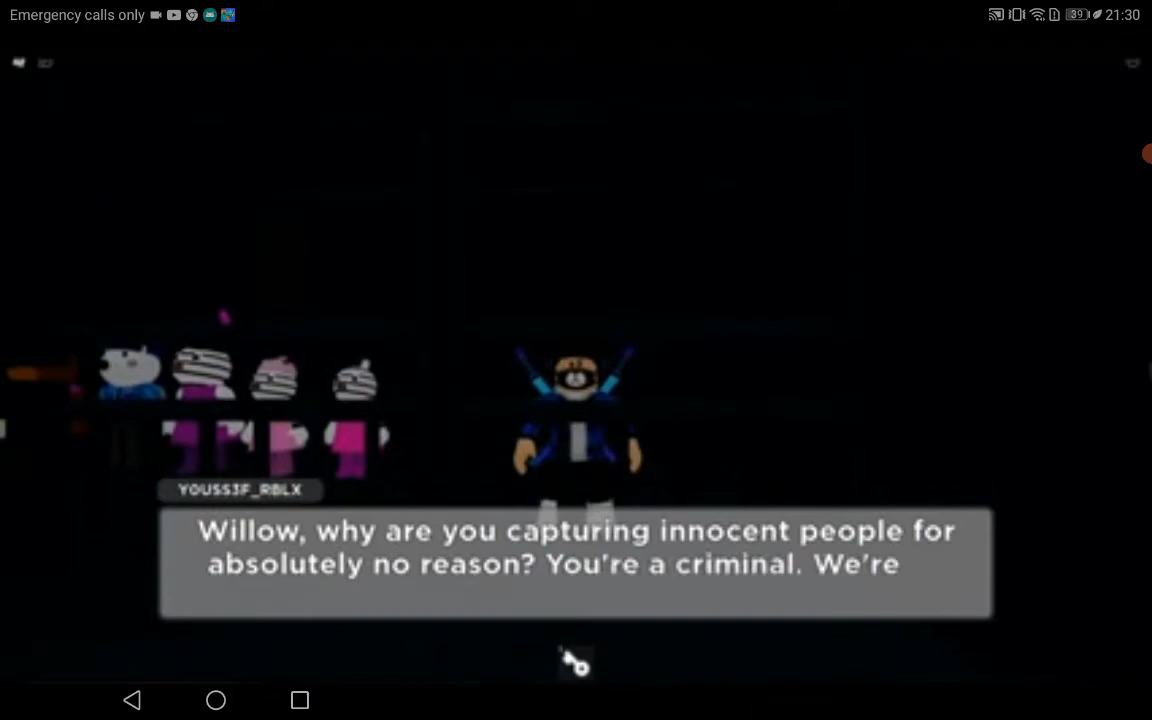 Emergency calls only 39 21:30
YOUSS3F_RBLX
Willow, why are you capturing innocent people for
absolutely no reason? You're a criminal. We're